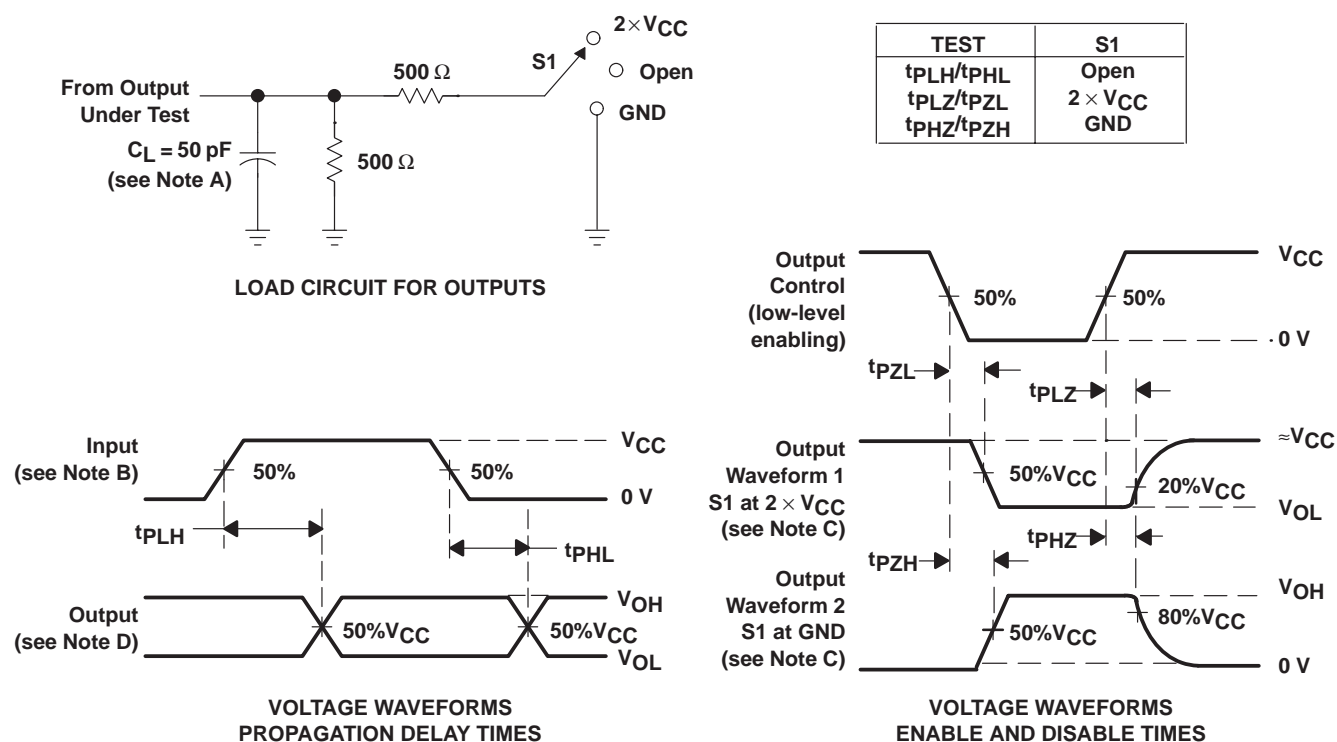 2 × VCC
S1
Open
500 Ω
From Output
Under Test
GND
CL = 50 pF
(see Note A)
500 Ω
LOAD CIRCUIT FOR OUTPUTS
TEST S1
tPLH/tPHL Open
tPLZ/tPZL 2 × VCC
tPHZ/tPZH GND
Input
(see Note B)
50%
50%
VCC
0 V
tPLH
tPHL
Output
(see Note D)
50%VCC
50%VCC
VOH
VOL
VOLTAGE WAVEFORMS
PROPAGATION DELAY TIMES
Output
Control
(low-level
enabling)
50%
50%
VCC
0 V
tPZL
tPLZ
Output
Waveform 1
S1 at 2 × VCC
(see Note C)
50%VCC
20%VCC
≈VCC
VOL
tPZH
tPHZ
Output
Waveform 2
S1 at GND
(see Note C)
50%VCC
80%VCC
VOH
0 V
VOLTAGE WAVEFORMS
ENABLE AND DISABLE TIMES